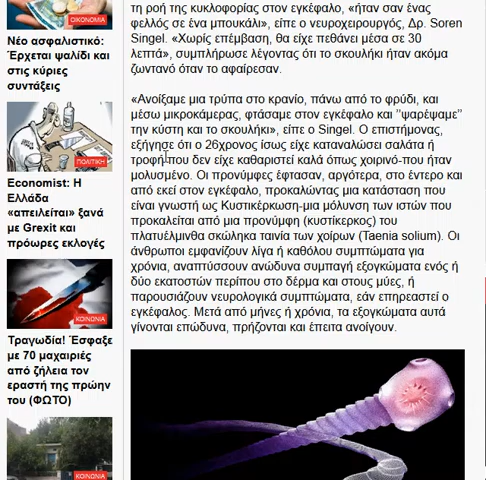 ΟΙΚΟΝΟΜΙΑ
Νέο ασφαλιστικό:
Έρχεται ψαλίδι και
στις κύριες
συντάξεις
ΠΟΛΙΤΙΚΗ
Economist: Η
Ελλάδα
«απειλείται» ξανά
με Grexit και
πρόωρες εκλογές
ΚΟΙΝΩΝΙΑ
Τραγωδία! Έσφαξε
με 70 μαχαιριές
από ζήλεια τον
εραστή της πρώην
του (ΦΩΤΟ)
ΚΟΙΝΩΝΙΑ
τη ροή της κυκλοφορίας στον εγκέφαλο, «ήταν σαν ένας
φελλός σε ένα μπουκάλι», είπε ο νευροχειρουργός, Δρ. Soren
Singel. «Χωρίς επέμβαση, θα είχε πεθάνει μέσα σε 30
λεπτά», συμπλήρωσε λέγοντας ότι το σκουλήκι ήταν ακόμα
ζωντανό όταν το αφαίρεσαν.
«Ανοίξαμε μια τρύπα στο κρανίο, πάνω από το φρύδι, και
μέσω μικροκάμερας, φτάσαμε στον εγκέφαλο και ''ψαρέψαμε''
την κύστη και το σκουλήκι», είπε ο Singel. Ο επιστήμονας,
εξήγησε ότι ο 26χρονος ίσως είχε καταναλώσει σαλάτα ή
τροφή που δεν είχε καθαριστεί καλά όπως χοιρινό-που ήταν
μολυσμένο. Οι προνύμφες έφτασαν, αργότερα, στο έντερο και
από εκεί στον εγκέφαλο, προκαλώντας μια κατάσταση που
είναι γνωστή ως Κυστικέρκωση-μια μόλυνση των ιστών που
προκαλείται από μια προνύμφη (κυστίκερκος) του
πλατυέλμινθα σκώληκα ταινία των χοίρων (Taenia solium). Οι
άνθρωποι εμφανίζουν λίγα ή καθόλου συμπτώματα για
χρόνια, αναπτύσσουν ανώδυνα συμπαγή εξογκώματα ενός ή
δύο εκατοστών περίπου στο δέρμα και στους μύες, ή
παρουσιάζουν νευρολογικά συμπτώματα, εάν επηρεαστεί ο
εγκέφαλος. Μετά από μήνες ή χρόνια, τα εξογκώματα αυτά
γίνονται επώδυνα, πρήζονται και έπειτα ανοίγουν.